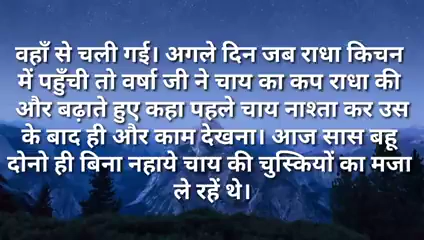 वहाँ से चली गई। अगले दिन जब राधा किचन
में पहुँची तो वर्षा जी ने चाय का कप राधा की
और बढ़ाते हुए कहा पहले चाय नाश्ता कर उस
के बाद ही और काम देखना। आज सास बहू
दोनो ही बिना नहाये चाय की चुस्कियों का मजा
ले रहें थे।